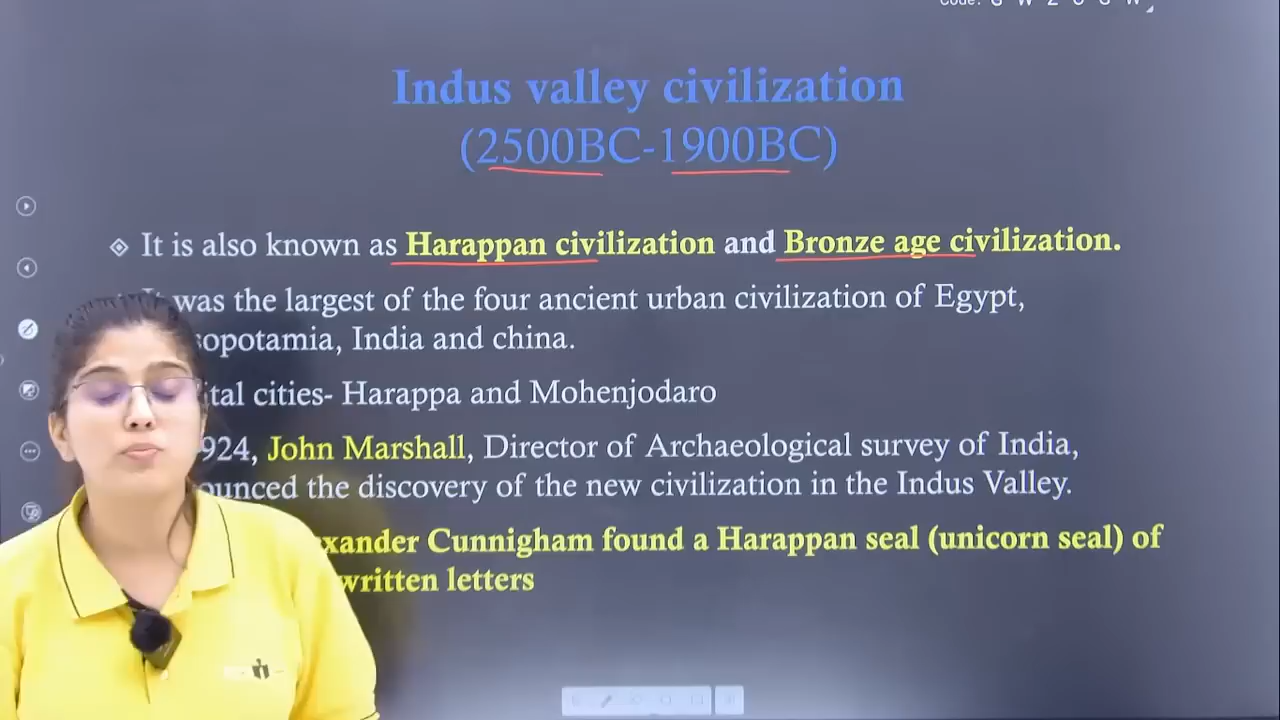 Indus valley civilization
(2500BC-1900BC)
It is also known as Harappan civilization and Bronze age civilization.
was the largest of the four ancient urban civilization of Egypt,
sopotamia, India and china.
ital cities- Harappa and Mohenjodaro
924, John Marshall, Director of Archaeological survey of India,
ounced the discovery of the new civilization in the Indus Valley.
xander Cunnigham found a Harappan seal (unicorn seal) of
written letters